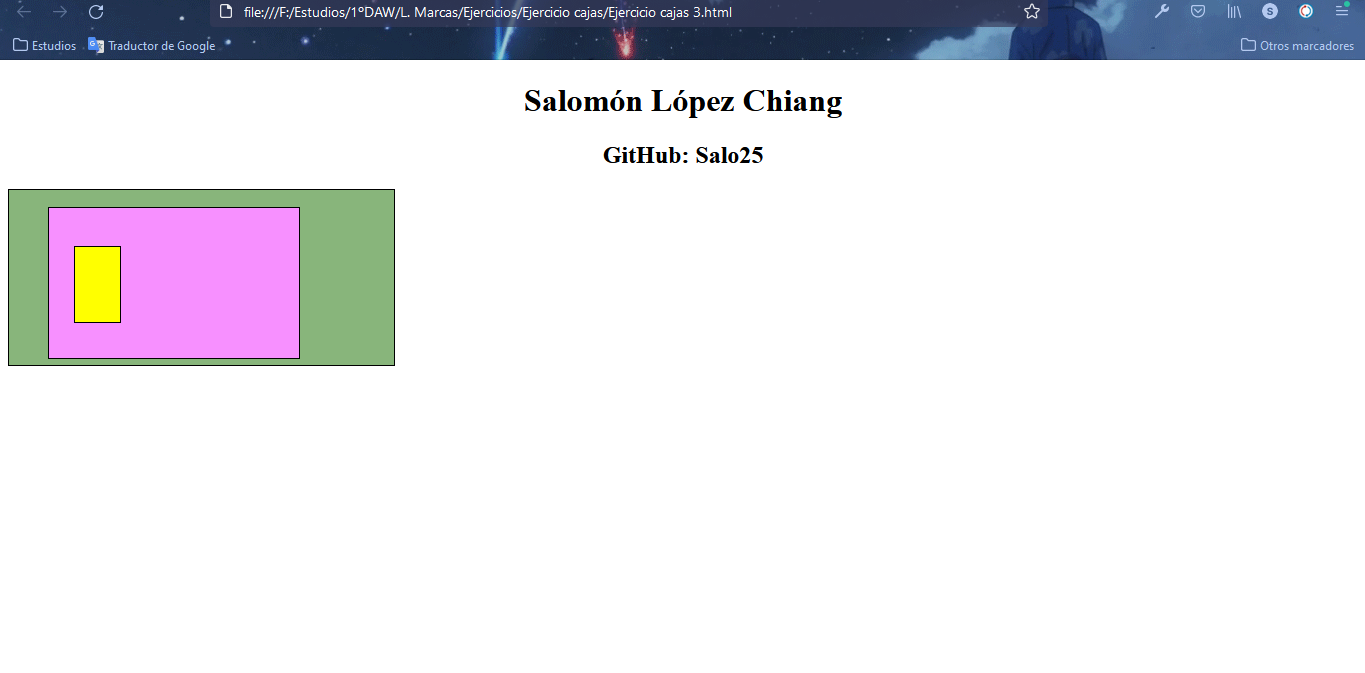 file:///F:/Estudios/1ºDAW/L. Marcas/Ejercicios/Ejercicio cajas/Ejercicio cajas 3.html
S
Estudios
Traductor de Google
Otros marcadores
Salomón López Chiang
GitHub: Salo25